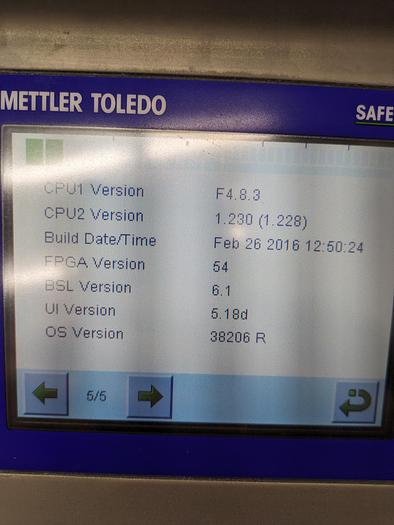 METTLER TOLEDO
SAFE
CPU1 Version F4.8.3
CPU2 Version 1.230 (1.228)
Build Date/Time Feb 26 2016 12:50:24
FPGA Version 54
BSL Version 6.1
UI Version 5.18d
OS Version 38206 R
5/5